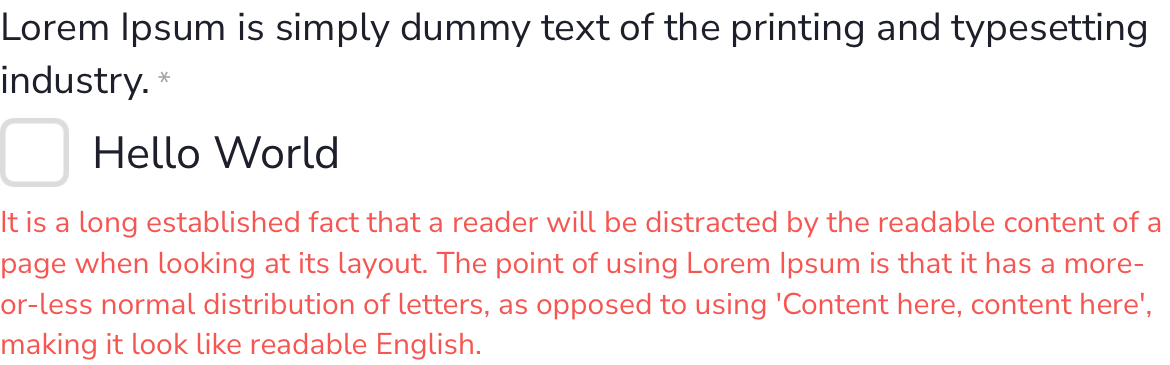 Lorem Ipsum is simply dummy text of the printing and typesetting
industry. *
Hello World
It is a long established fact that a reader will be distracted by the readable content of a
page when looking at its layout. The point of using Lorem Ipsum is that it has a more-
or-less normal distribution of letters, as opposed to using 'Content here, content here',
making it look like readable English.